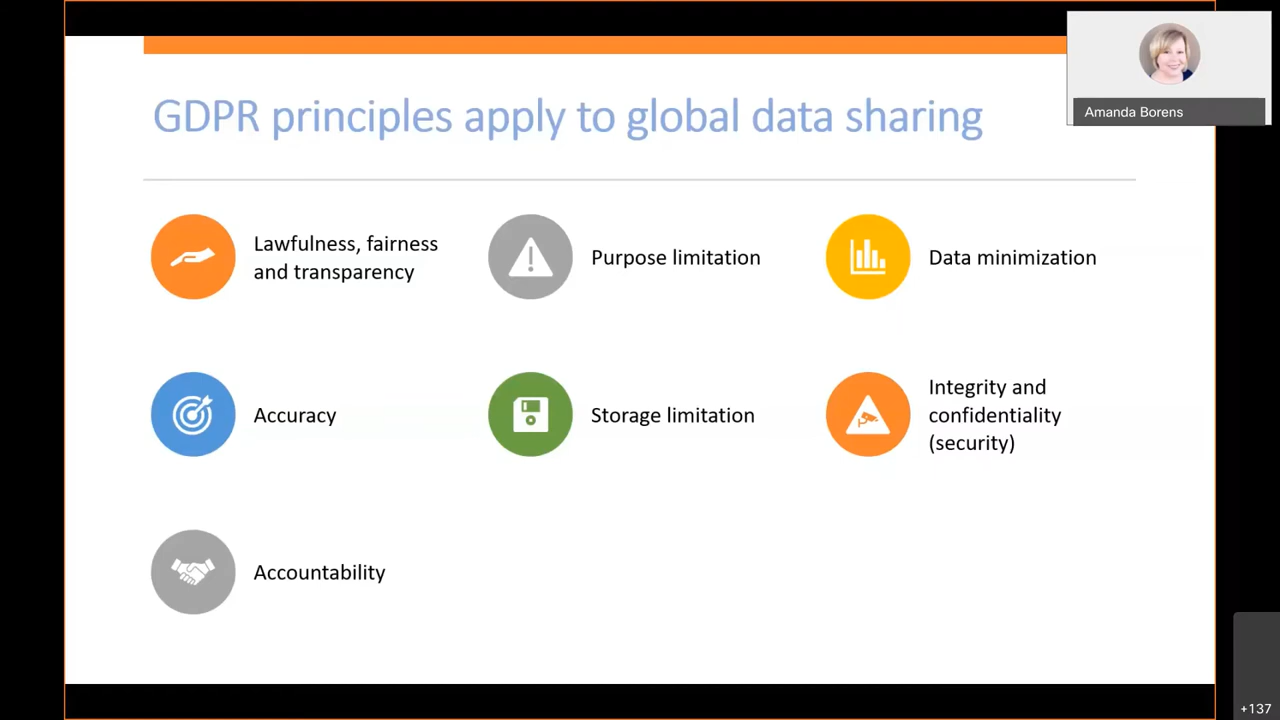 GDPR principles apply to global data sharing
Amanda Borens
Lawfulness, fairness
and transparency
Purpose limitation
Data minimization
Accuracy
Storage limitation
Integrity and
confidentiality
(security)
Accountability
+137